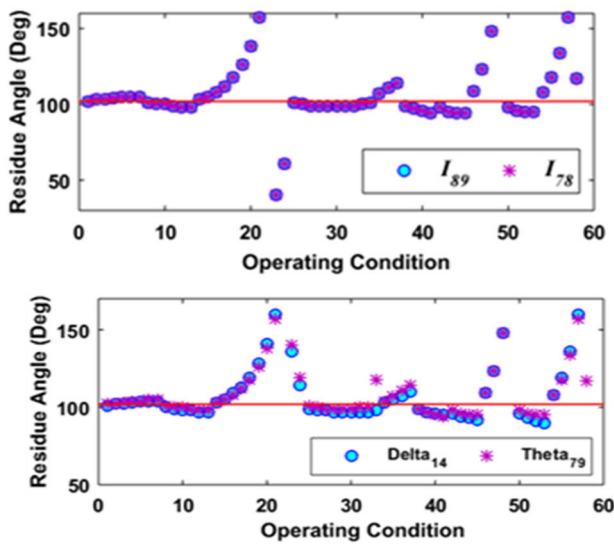 Residue Angle (Deg)
150
100
50
0 10 20 30 40 50 60
I89 I78
Operating Condition
Residue Angle (Deg)
150
100
50
0 10 20 30 40 50 60
Delta14 Theta79
Operating Condition